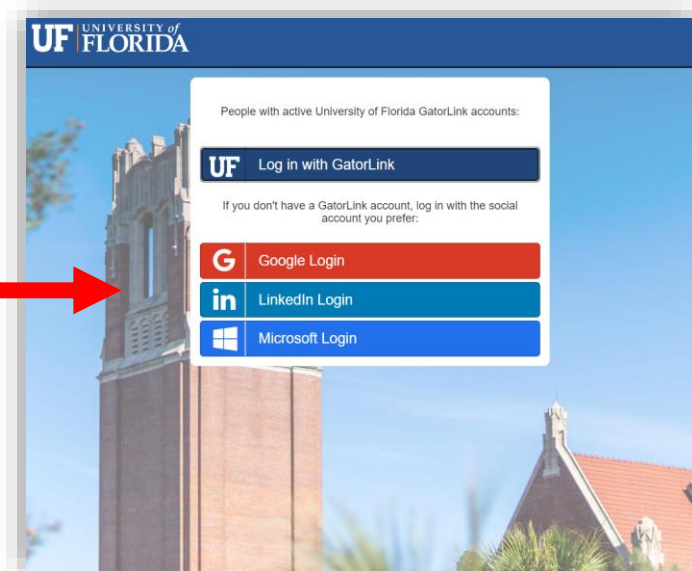 UF UNIVERSITY of
FLORIDA
People with active University of Florida GatorLink accounts:
UF Log in with GatorLink
If you don't have a GatorLink account, log in with the social
account you prefer:
G Google Login
in LinkedIn Login
Microsoft Login